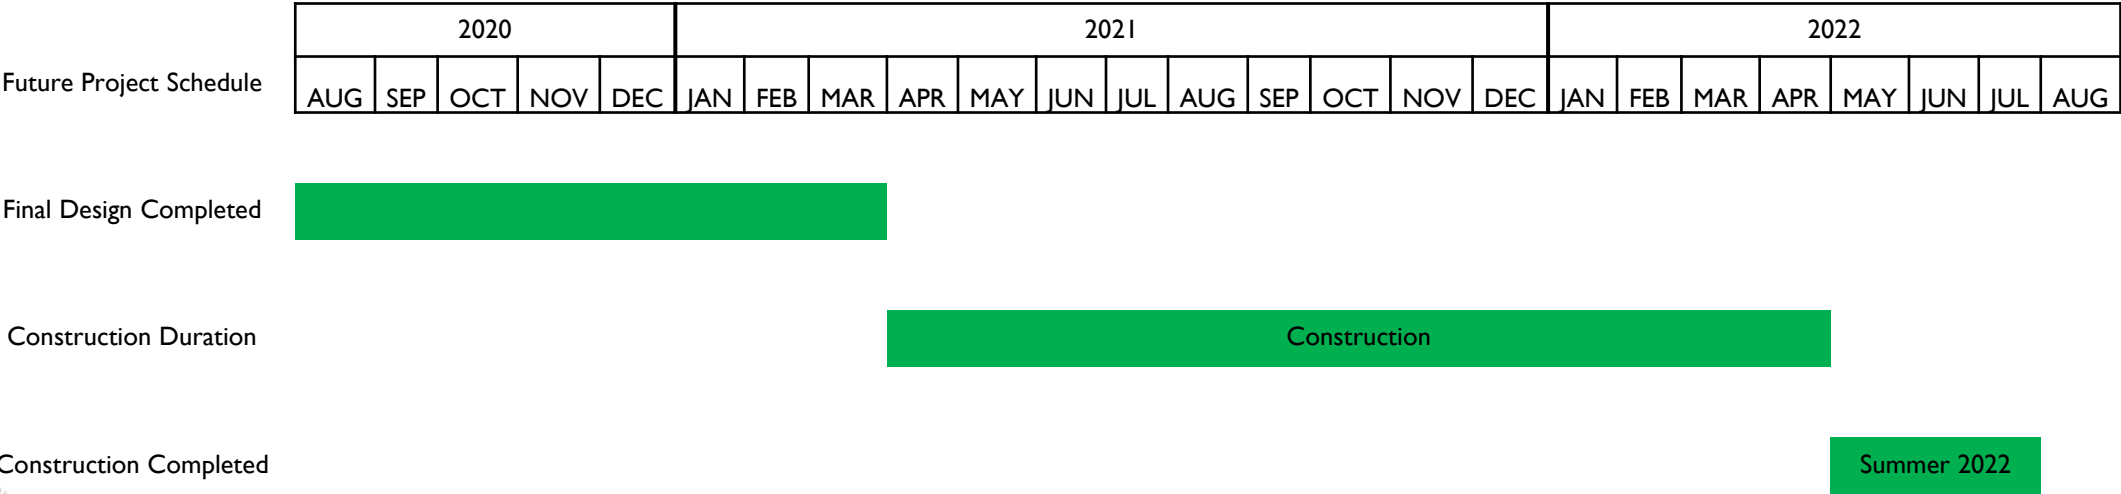 2020 2021 2022
Future Project Schedule AUG SEP OCT NOV DEC JAN FEB MAR APR MAY JUN JUL AUG SEP OCT NOV DEC JAN FEB MAR APR MAY JUN JUL AUG
Final Design Completed
Construction Duration Construction
Construction Completed Summer 2022